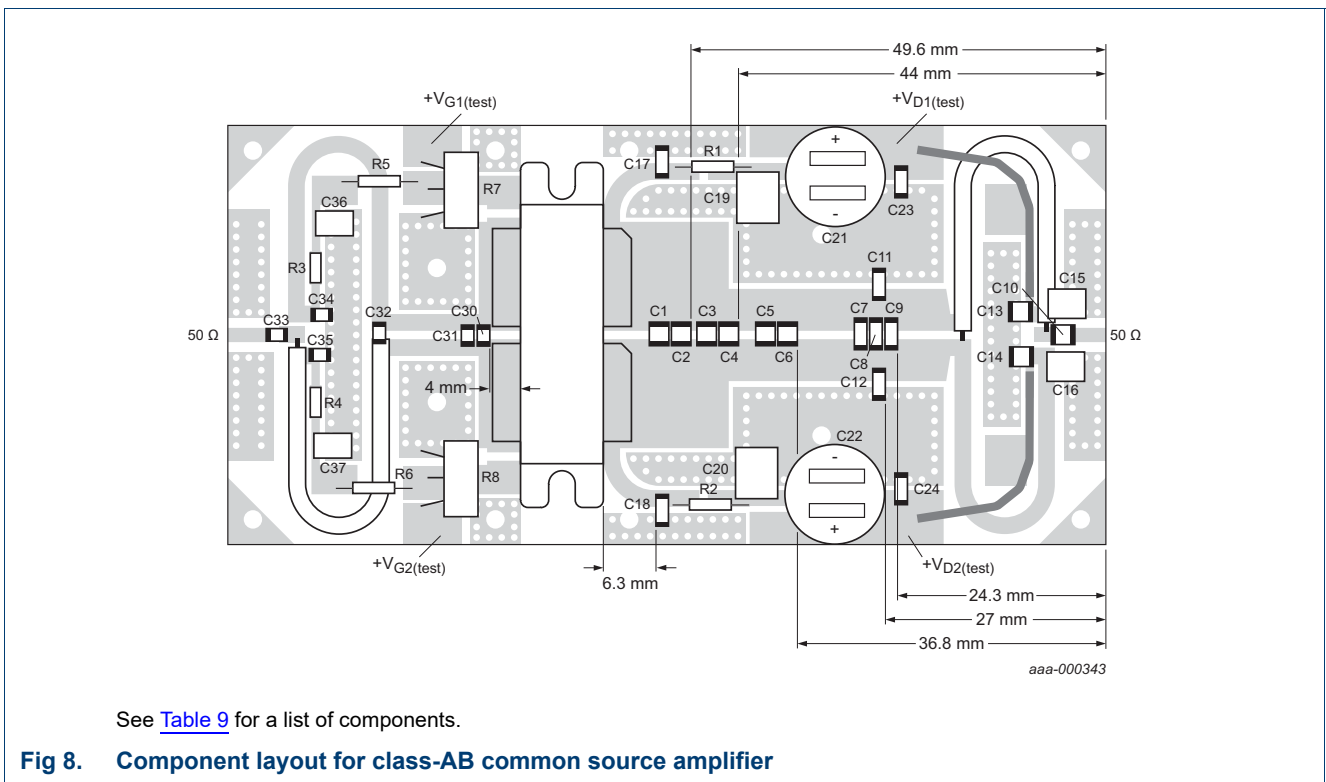 49.6 mm
44 mm
+VG1(test)
+VD1(test)
R5
C36
R3
C34
C33
C35
R4
C37
R6
C32
C31
C30
R7
R8
4 mm
50 Ω
+VG2(test)
C17
R1
C19
+
-
C21
C23
C11
C1
C2
C3
C4
C5
C6
C7
C8
C9
C12
C10
C15
C13
C14
C16
50 Ω
C20
R2
C18
C22
-
+
C24
6.3 mm
+VD2(test)
24.3 mm
27 mm
36.8 mm
aaa-000343
See Table 9 for a list of components.
Fig 8. Component layout for class-AB common source amplifier